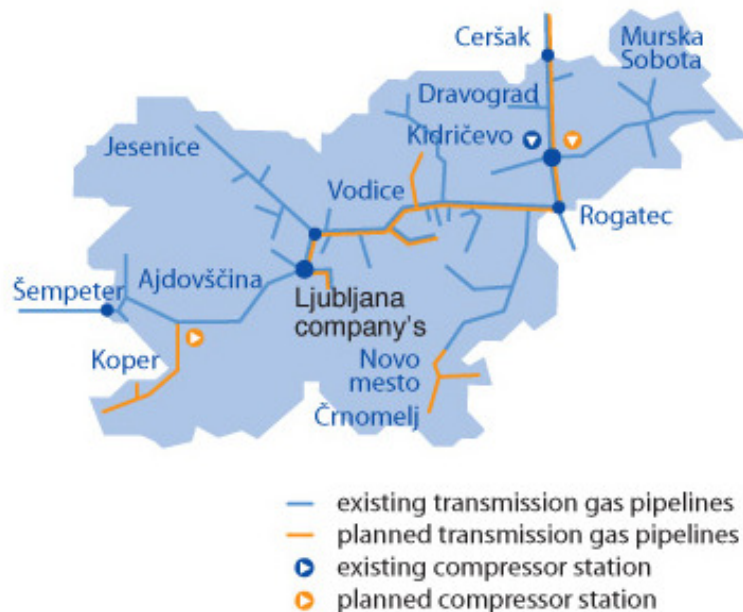 Ceršak
Murska
Sobota
Dravograd
Kidričevo
Jesenice
Vodice
Rogatec
Ajdovščina
Šempeter
Ljubljana
company's
Koper
Novo
mesto
Črnomelj
existing transmission gas pipelines
planned transmission gas pipelines
existing compressor station
planned compressor station